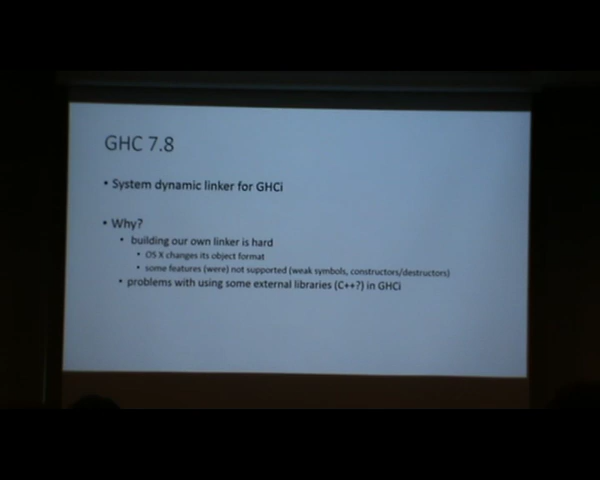 GHC 7.8
• System dynamic linker for GHCi
• Why?
• building our own linker is hard
• OS X changes its object format
• some features (were) not supported (weak symbols, constructors/destructors)
• problems with using some external libraries (C++?) in GHCi